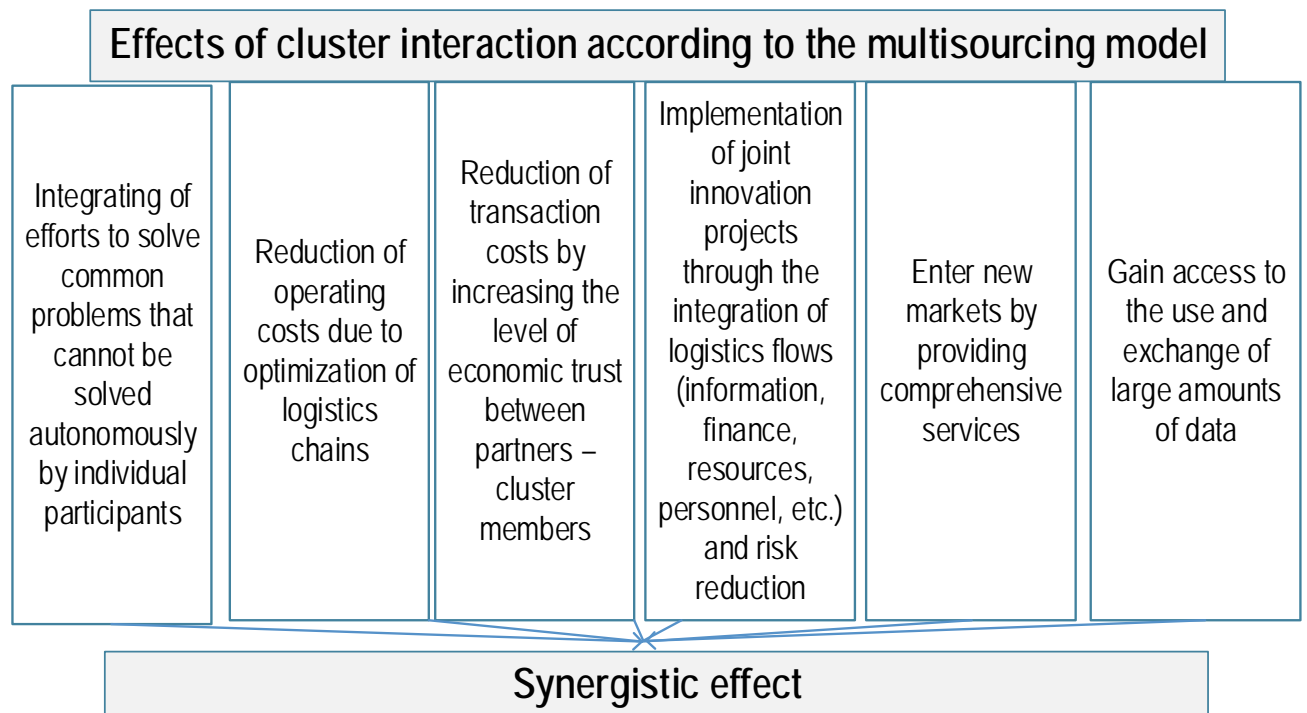 Effects of cluster interaction according to the multisourcing model
Integrating of
efforts to solve
common
problems that
cannot be
solved
autonomously
by individual
participants
Reduction of
operating
costs due to
optimization of
logistics
chains
Reduction of
transaction
costs by
increasing the
level of
economic trust
between
partners –
cluster
members
Implementation
of joint
innovation
projects
through the
integration of
logistics flows
(information,
finance,
resources,
personnel, etc.)
and risk
reduction
Enter new
markets by
providing
comprehensive
services
Gain access to
the use and
exchange of
large amounts
of data
Synergistic effect